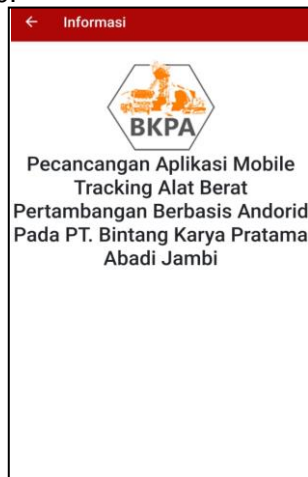 ← Informasi
BKPA
Pecancangan Aplikasi Mobile
Tracking Alat Berat
Pertambangan Berbasis Andorid
Pada PT. Bintang Karya Pratama
Abadi Jambi